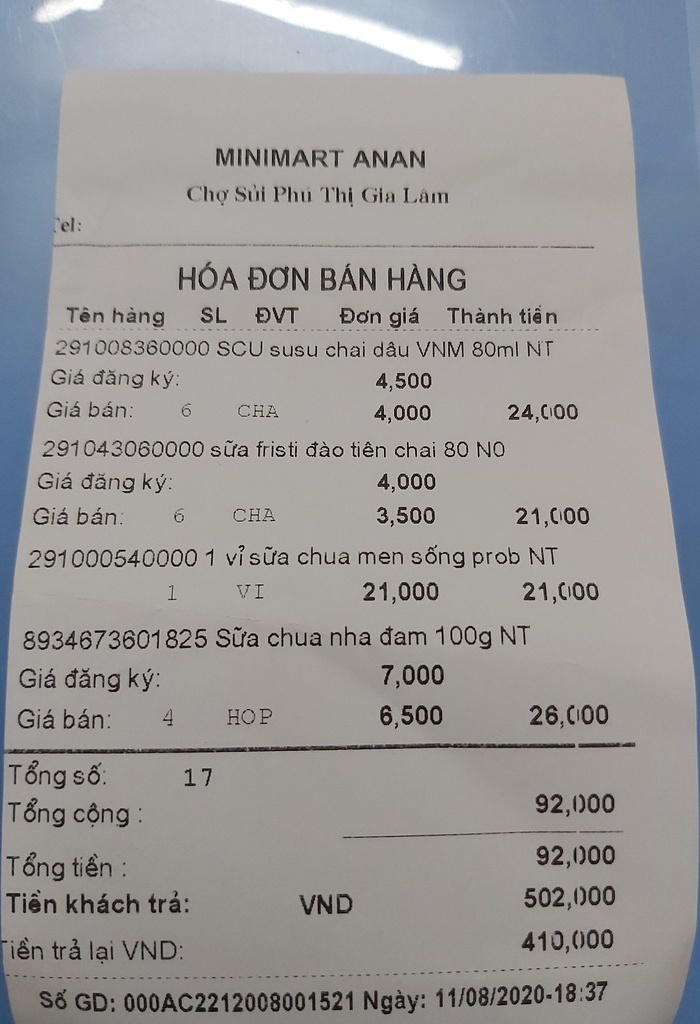 MINIMART ANAN
Chợ Sủi Phú Thị Gia Lâm
Tel:
HÓA ĐƠN BÁN HÀNG
Tên hàng SL ĐVT Đơn giá Thành tiền
291008360000 SCU susu chai dâu VNM 80ml NT
Giá đăng ký: 4,500
Giá bán: 6 CHA 4,000 24,000
291043060000 sữa fristi đào tiên chai 80 N0
Giá đăng ký: 4,000
Giá bán: 6 CHA 3,500 21,000
291000540000 1 vỉ sữa chua men sống prob NT
1 VI 21,000 21,000
8934673601825 Sữa chua nha đam 100g NT
Giá đăng ký: 7,000
Giá bán: 4 HOP 6,500 26,000
Tổng số: 17
Tổng cộng : 92,000
Tổng tiền : 92,000
Tiền khách trả: VND 502,000
Tiền trả lại VND: 410,000
Số GD: 000AC2212008001521 Ngày: 11/08/2020-18:37